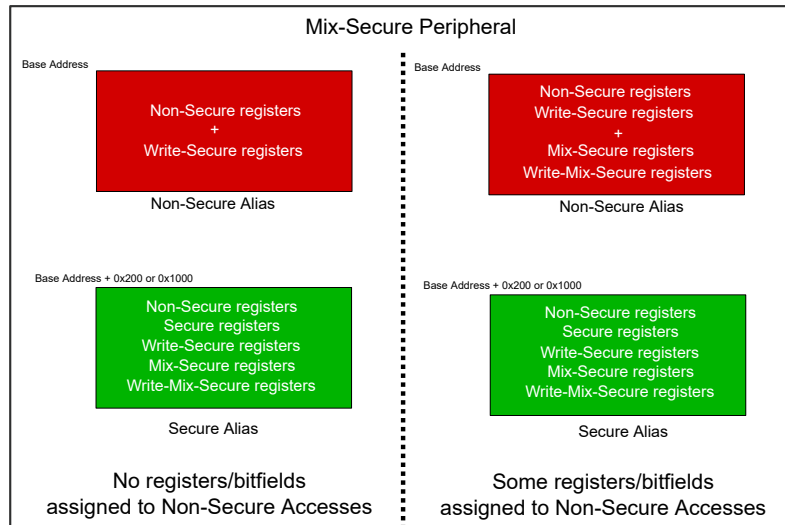 Mix-Secure Peripheral
Base Address
Non-Secure registers
+
Write-Secure registers
Non-Secure Alias
Base Address + 0x200 or 0x1000
Non-Secure registers
Secure registers
Write-Secure registers
Mix-Secure registers
Write-Mix-Secure registers
Secure Alias
No registers/bitfields
assigned to Non-Secure Accesses
Base Address
Non-Secure registers
Write-Secure registers
+
Mix-Secure registers
Write-Mix-Secure registers
Non-Secure Alias
Base Address + 0x200 or 0x1000
Non-Secure registers
Secure registers
Write-Secure registers
Mix-Secure registers
Write-Mix-Secure registers
Secure Alias
Some registers/bitfields
assigned to Non-Secure Accesses